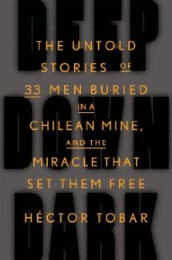 DEEP
THE UNTOLD
STORIES OF
33 MEN BURIED
IN A
CHILEAN MINE,
DOWN
AND THE
MIRACLE THAT
SET THEM FREE
HÉCTOR TOBAR
DARK